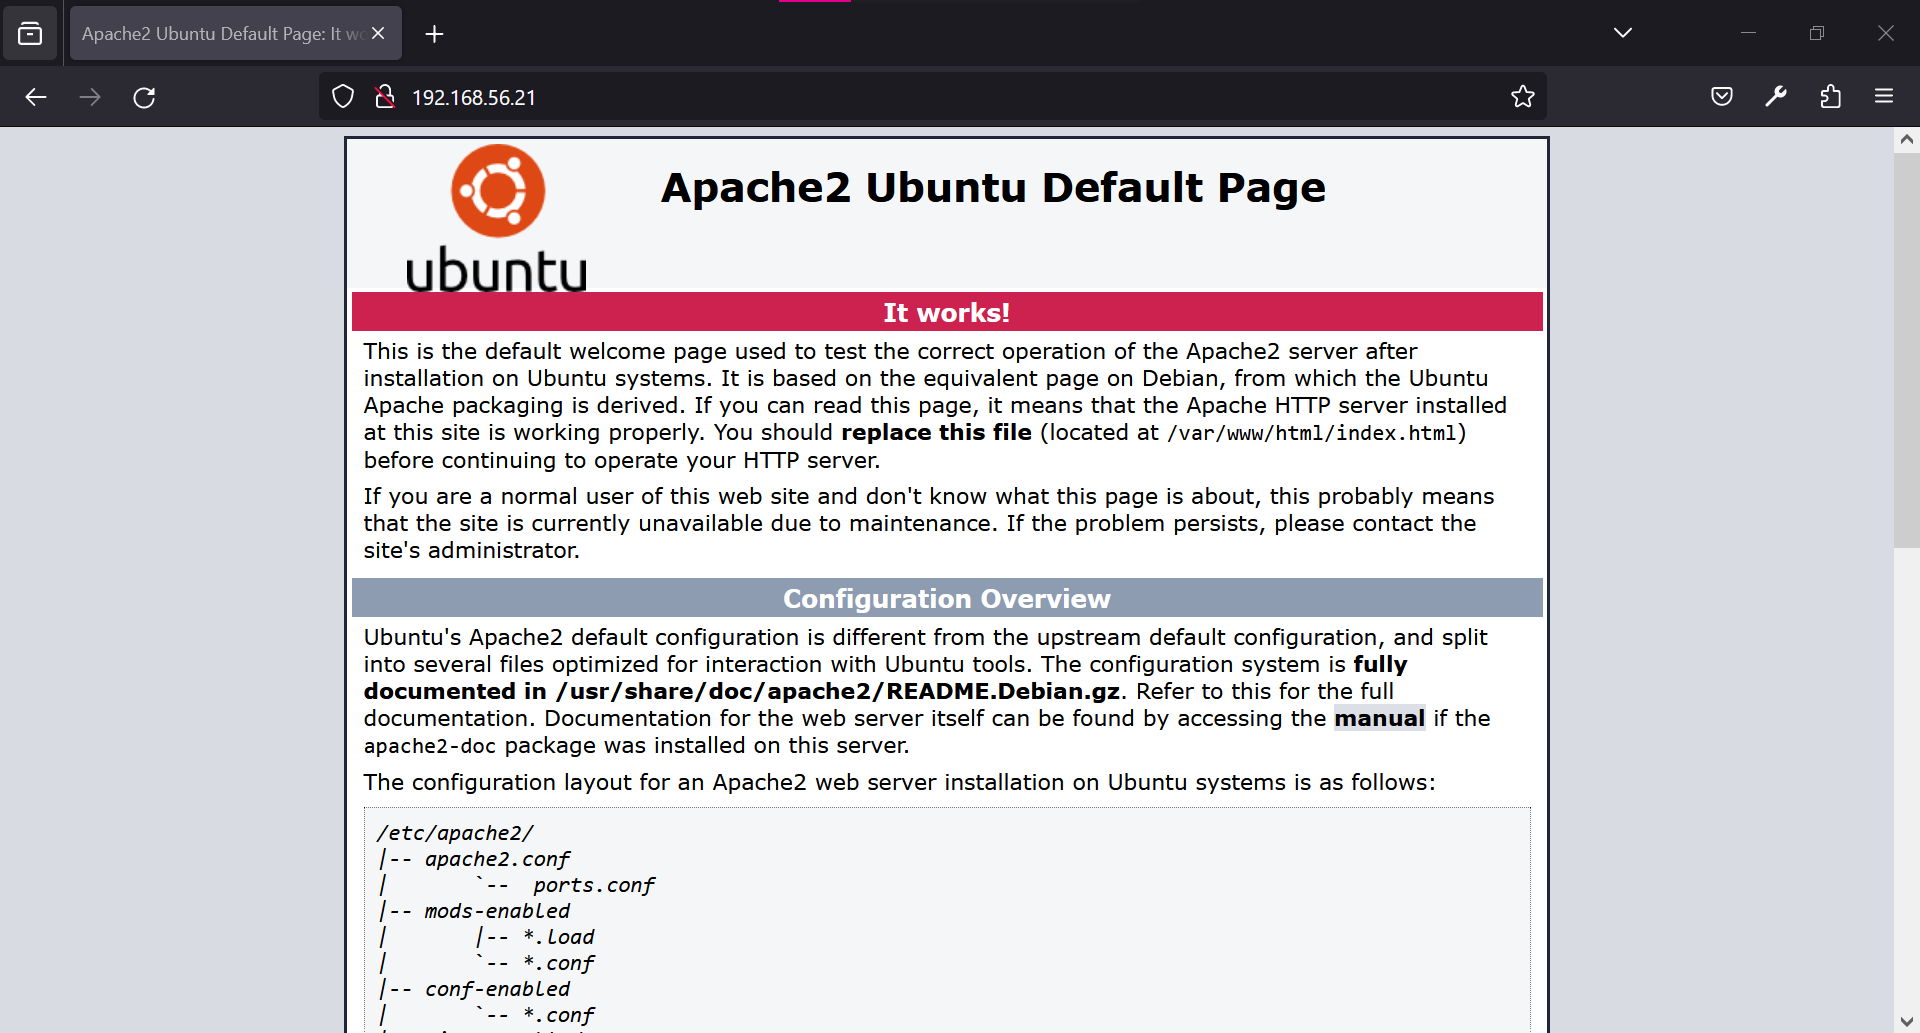 Apache2 Ubuntu Default Page: It wo
192.168.56.21
ubuntu
Apache2 Ubuntu Default Page
It works!
This is the default welcome page used to test the correct operation of the Apache2 server after
installation on Ubuntu systems. It is based on the equivalent page on Debian, from which the Ubuntu
Apache packaging is derived. If you can read this page, it means that the Apache HTTP server installed
at this site is working properly. You should replace this file (located at /var/www/html/index.html)
before continuing to operate your HTTP server.
If you are a normal user of this web site and don't know what this page is about, this probably means
that the site is currently unavailable due to maintenance. If the problem persists, please contact the
site's administrator.
Configuration Overview
Ubuntu's Apache2 default configuration is different from the upstream default configuration, and split
into several files optimized for interaction with Ubuntu tools. The configuration system is fully
documented in /usr/share/doc/apache2/README.Debian.gz. Refer to this for the full
documentation. Documentation for the web server itself can be found by accessing the manual if the
apache2-doc package was installed on this server.
The configuration layout for an Apache2 web server installation on Ubuntu systems is as follows:
/etc/apache2/
|-- apache2.conf
|       `--  ports.conf
|-- mods-enabled
|       |-- *.load
|       `-- *.conf
|-- conf-enabled
|       `-- *.conf